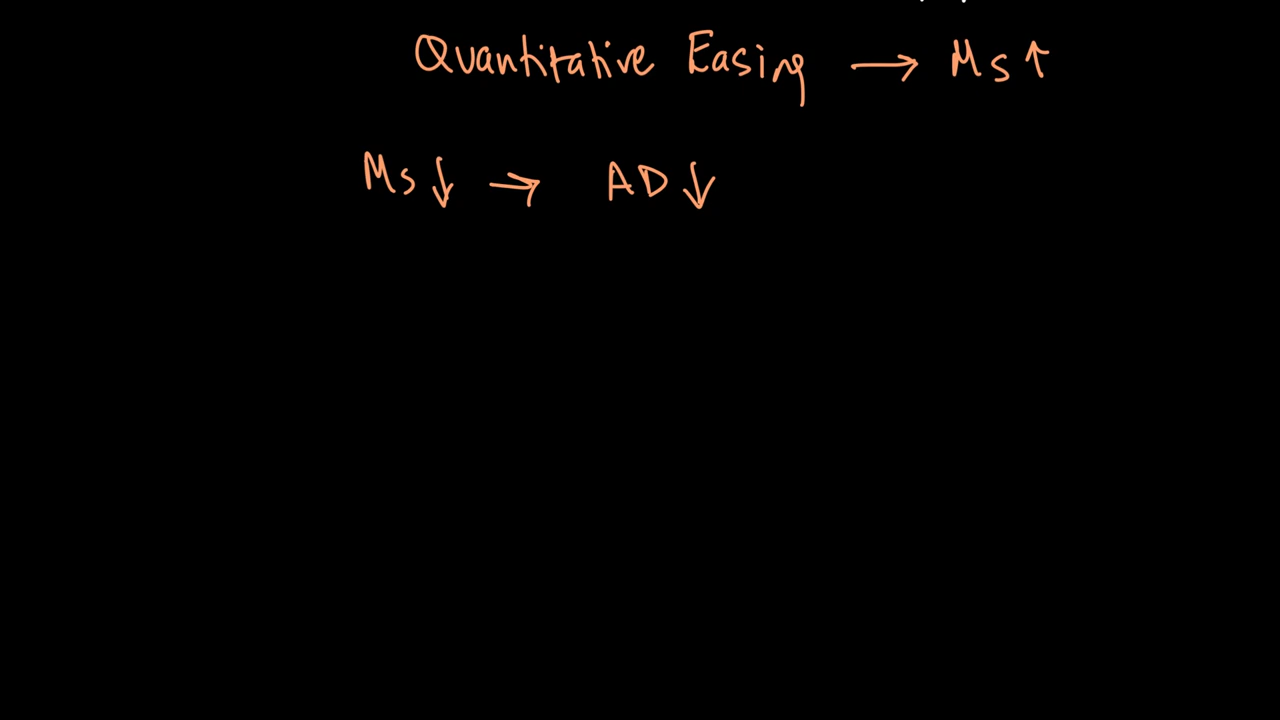 Quantitative Easing → Ms↑
Ms↓ → AD↓